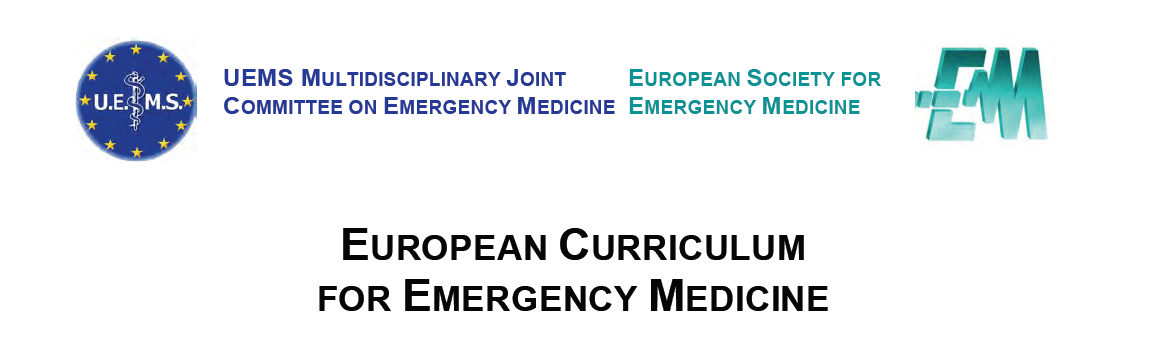 U.E.M.S.
UEMS MULTIDISCIPLINARY JOINT
COMMITTEE ON EMERGENCY MEDICINE
EUROPEAN SOCIETY FOR
EMERGENCY MEDICINE
EM
EUROPEAN CURRICULUM
FOR EMERGENCY MEDICINE